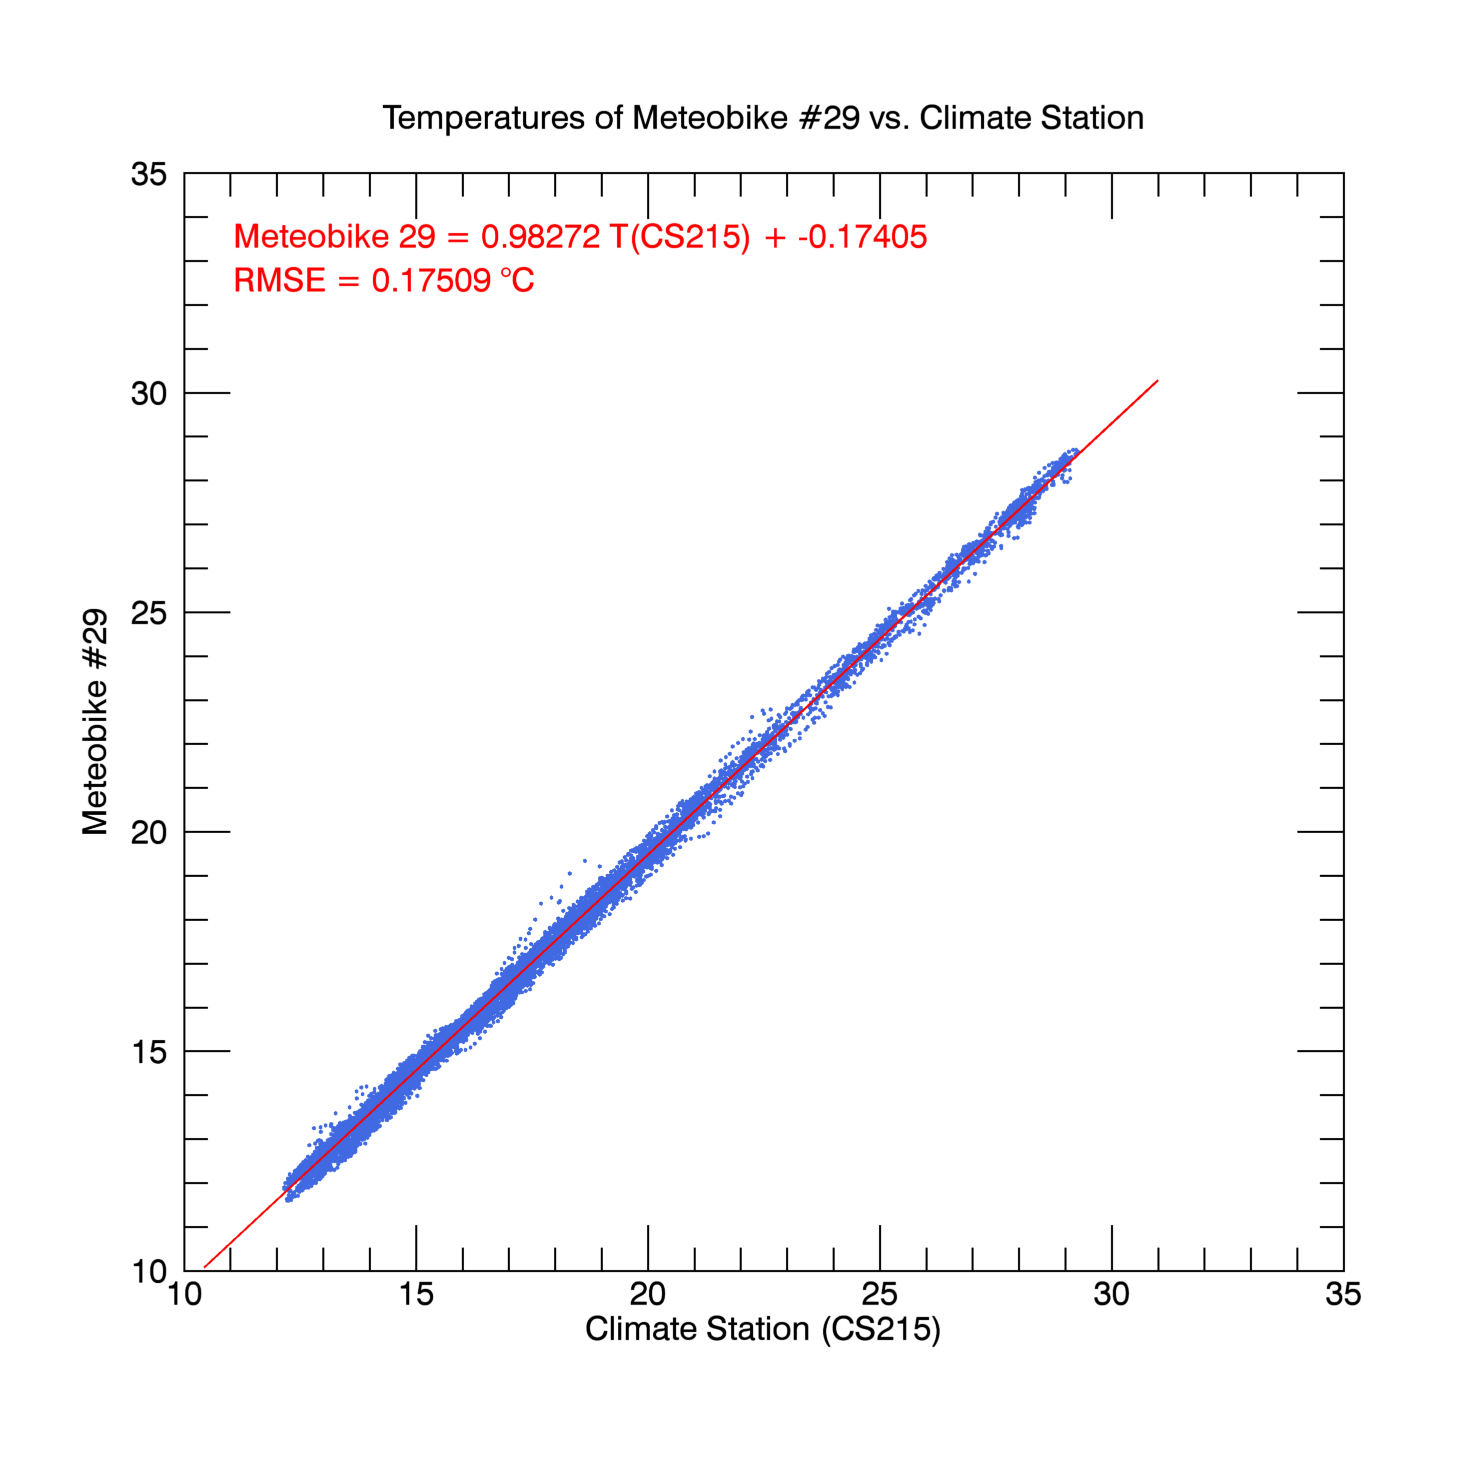 Temperatures of Meteobike #29 vs. Climate Station
35
Meteobike 29 = 0.98272 T(CS215) + -0.17405
RMSE = 0.17509 °C
30
25
Meteobike #29
20
15
10
10 15 20 25 30 35
Climate Station (CS215)